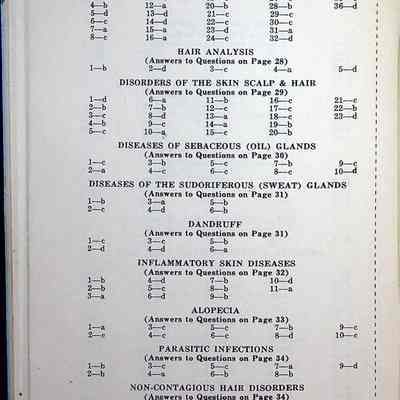 4—b 12—a 20—b 28—b 36—d
5—d 13—d 21—c 29—c
6—c 14—d 22—c 30—c
7—a 15—a 23—d 31—a
8—c 16—a 24—c 32—d
HAIR ANALYSIS
(Answers to Questions on Page 28)
1—b 2—d 3—c 4—a 5—d
DISORDERS OF THE SKIN SCALP & HAIR
(Answers to Questions on Page 29)
1—d 6—a 11—b 16—c 21—c
2—b 7—b 12—c 17—c 22—b
3—c 8—d 13—a 18—c 23—d
4—b 9—c 14—a 19—b
5—c 10—a 15—c 20—b
DISEASES OF SEBACEOUS (OIL) GLANDS
(Answers to Questions on Page 30)
1—c 3—b 5—c 7—b 9—c
2—a 4—c 6—c 8—c 10—d
DISEASES OF THE SUDORIFEROUS (SWEAT) GLANDS
(Answers to Questions on Page 31)
1—b 3—a 5—b
2—c 4—d 6—b
DANDRUFF
(Answers to Questions on Page 31)
1—c 3—c 5—b
2—d 4—d 6—a
INFLAMMATORY SKIN DISEASES
(Answers to Questions on Page 32)
1—b 4—d 7—b 10—d
2—b 5—c 8—b 11—a
3—a 6—d 9—b
ALOPECIA
(Answers to Questions on Page 33)
1—a 3—c 5—c 7—b 9—c
2—c 4—c 6—b 8—d 10—c
PARASITIC INFECTIONS
(Answers to Questions on Page 34)
1—b 3—c 5—c 7—a 9—d
2—b 4—a 6—b 8—b
NON-CONTAGIOUS HAIR DISORDERS
(Answers to Questions on Page 34)